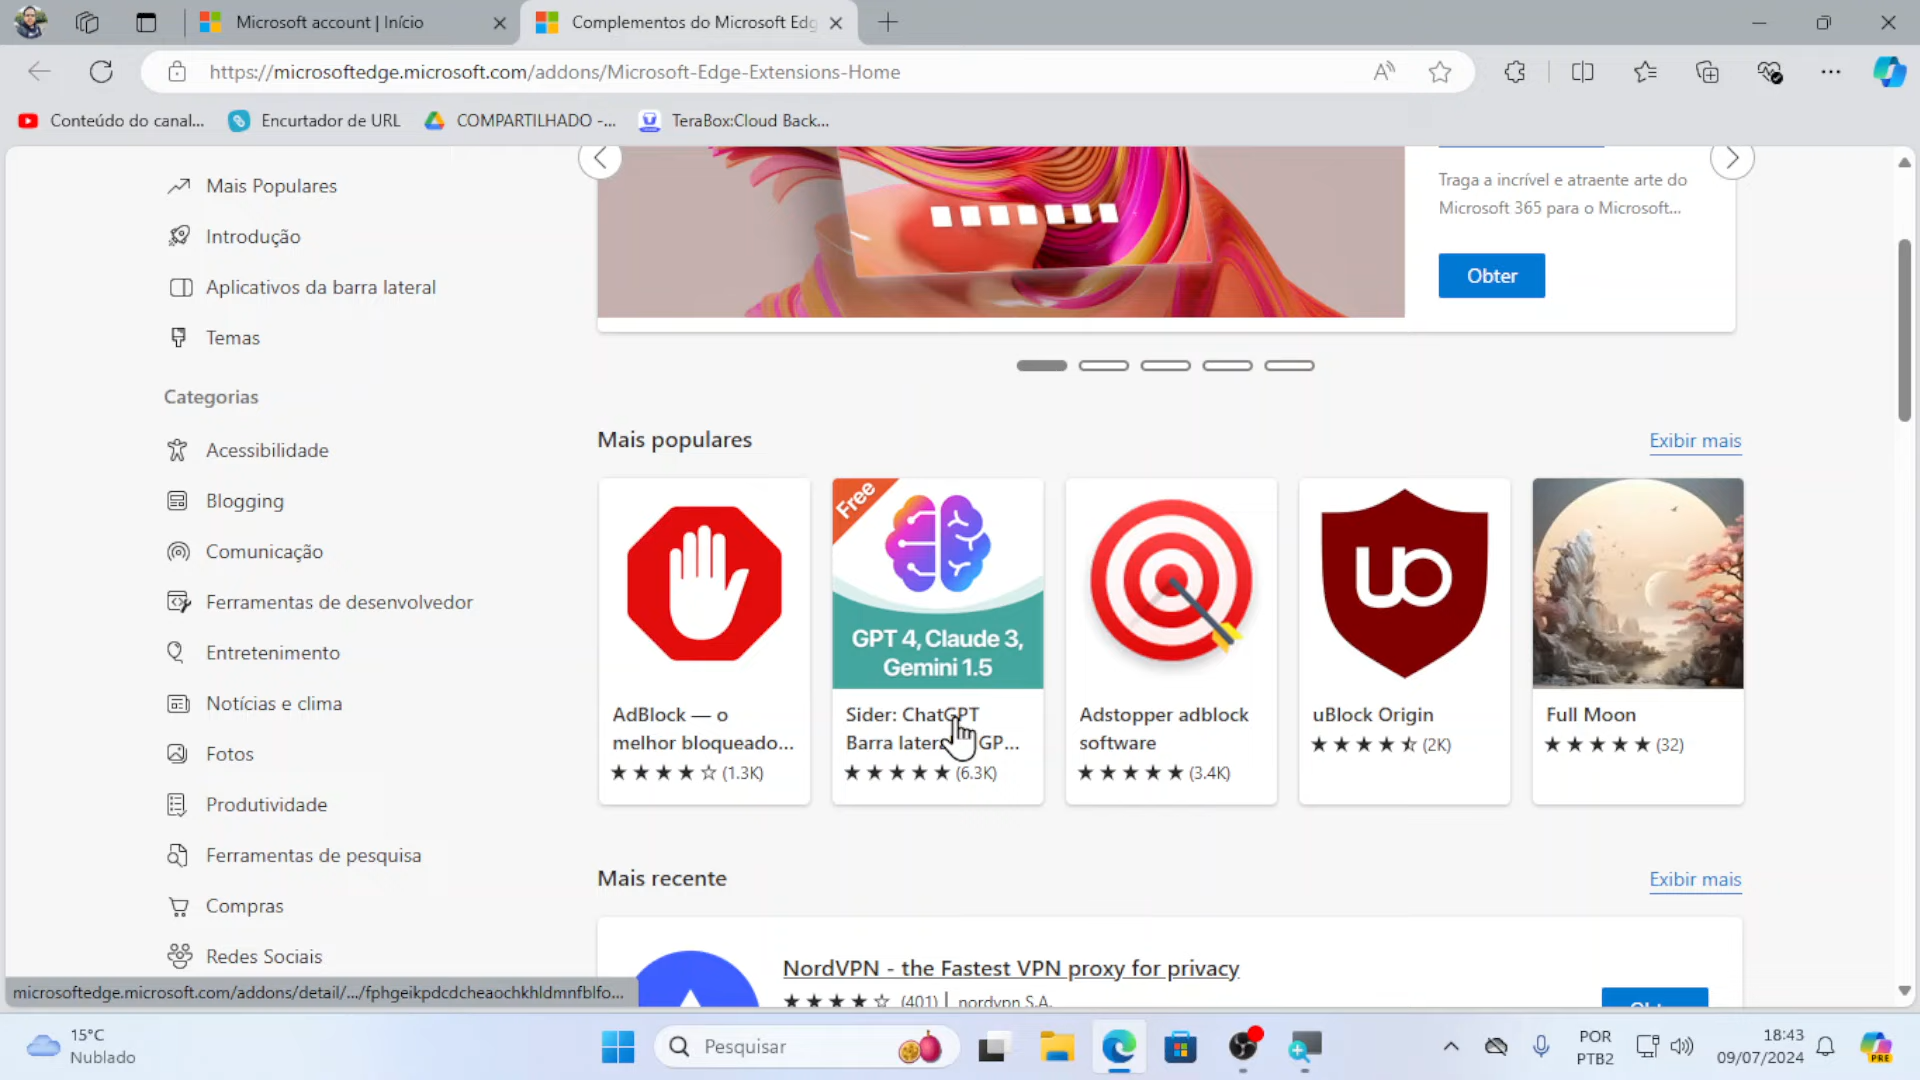 Microsoft account | Início
Complementos do Microsoft Edg
https://microsoftedge.microsoft.com/addons/Microsoft-Edge-Extensions-Home
Conteúdo do canal...
Encurtador de URL
COMPARTILHADO -...
TeraBox:Cloud Back...
Mais Populares
Introdução
Aplicativos da barra lateral
Temas
Categorias
Acessibilidade
Blogging
Comunicação
Ferramentas de desenvolvedor
Entretenimento
Notícias e clima
Fotos
Produtividade
Ferramentas de pesquisa
Compras
Redes Sociais
Traga a incrível e atraente arte do
Microsoft 365 para o Microsoft...
Obter
Mais populares
Exibir mais
Free
GPT 4, Claude 3,
Gemini 1.5
uo
AdBlock — o
melhor bloqueado...
(1.3K)
Sider: ChatGPT
Barra GP...
(6.3K)
Adstopper adblock
software
(3.4K)
uBlock Origin
(2K)
Full Moon
(32)
Mais recente
Exibir mais
NordVPN - the Fastest VPN proxy for privacy
(401) | nordvpn S.A.
microsoftedge.microsoft.com/addons/detail/.../fphgeikpdcdcheaochkhldmnfblfo...
15°C
Nublado
Pesquisar
POR
PTB2
18:43
09/07/2024
PRE